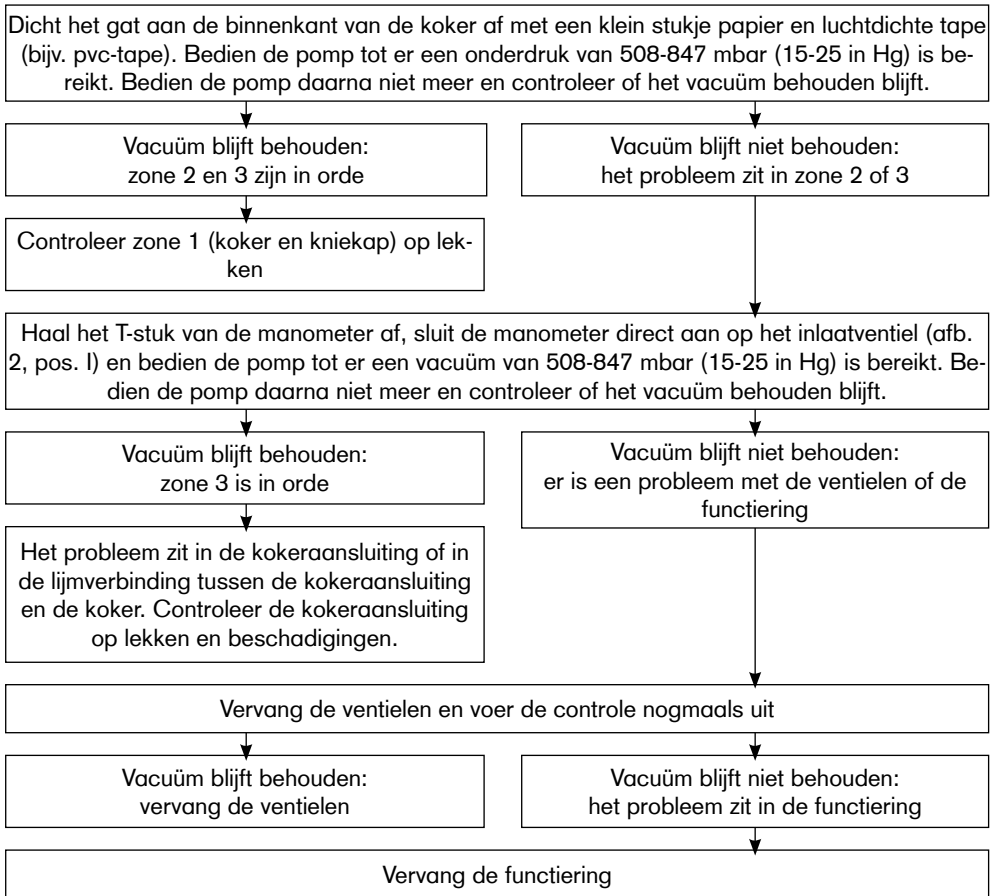 Dicht het gat aan de binnenkant van de koker af met een klein stukje papier en luchtdichte tape
(bijv. pvc-tape). Bedien de pomp tot er een onderdruk van 508-847 mbar (15-25 in Hg) is be-
reikt. Bedien de pomp daarna niet meer en controleer of het vacuüm behouden blijft.
Vacuüm blijft behouden:
zone 2 en 3 zijn in orde
Vacuüm blijft niet behouden:
het probleem zit in zone 2 of 3
Controleer zone 1 (koker en kniekap) op lek-
ken
Haal het T-stuk van de manometer af, sluit de manometer direct aan op het inlaatventiel (afb.
2, pos. I) en bedien de pomp tot er een vacuüm van 508-847 mbar (15-25 in Hg) is bereikt. Be-
dien de pomp daarna niet meer en controleer of het vacuüm behouden blijft.
Vacuüm blijft behouden:
zone 3 is in orde
Vacuüm blijft niet behouden:
er is een probleem met de ventielen of de
functiering
Het probleem zit in de kokeraansluiting of in
de lijmverbinding tussen de kokeraansluiting
en de koker. Controleer de kokeraansluiting
op lekken en beschadigingen.
Vervang de ventielen en voer de controle nogmaals uit
Vacuüm blijft behouden:
vervang de ventielen
Vacuüm blijft niet behouden:
het probleem zit in de functiering
Vervang de functiering